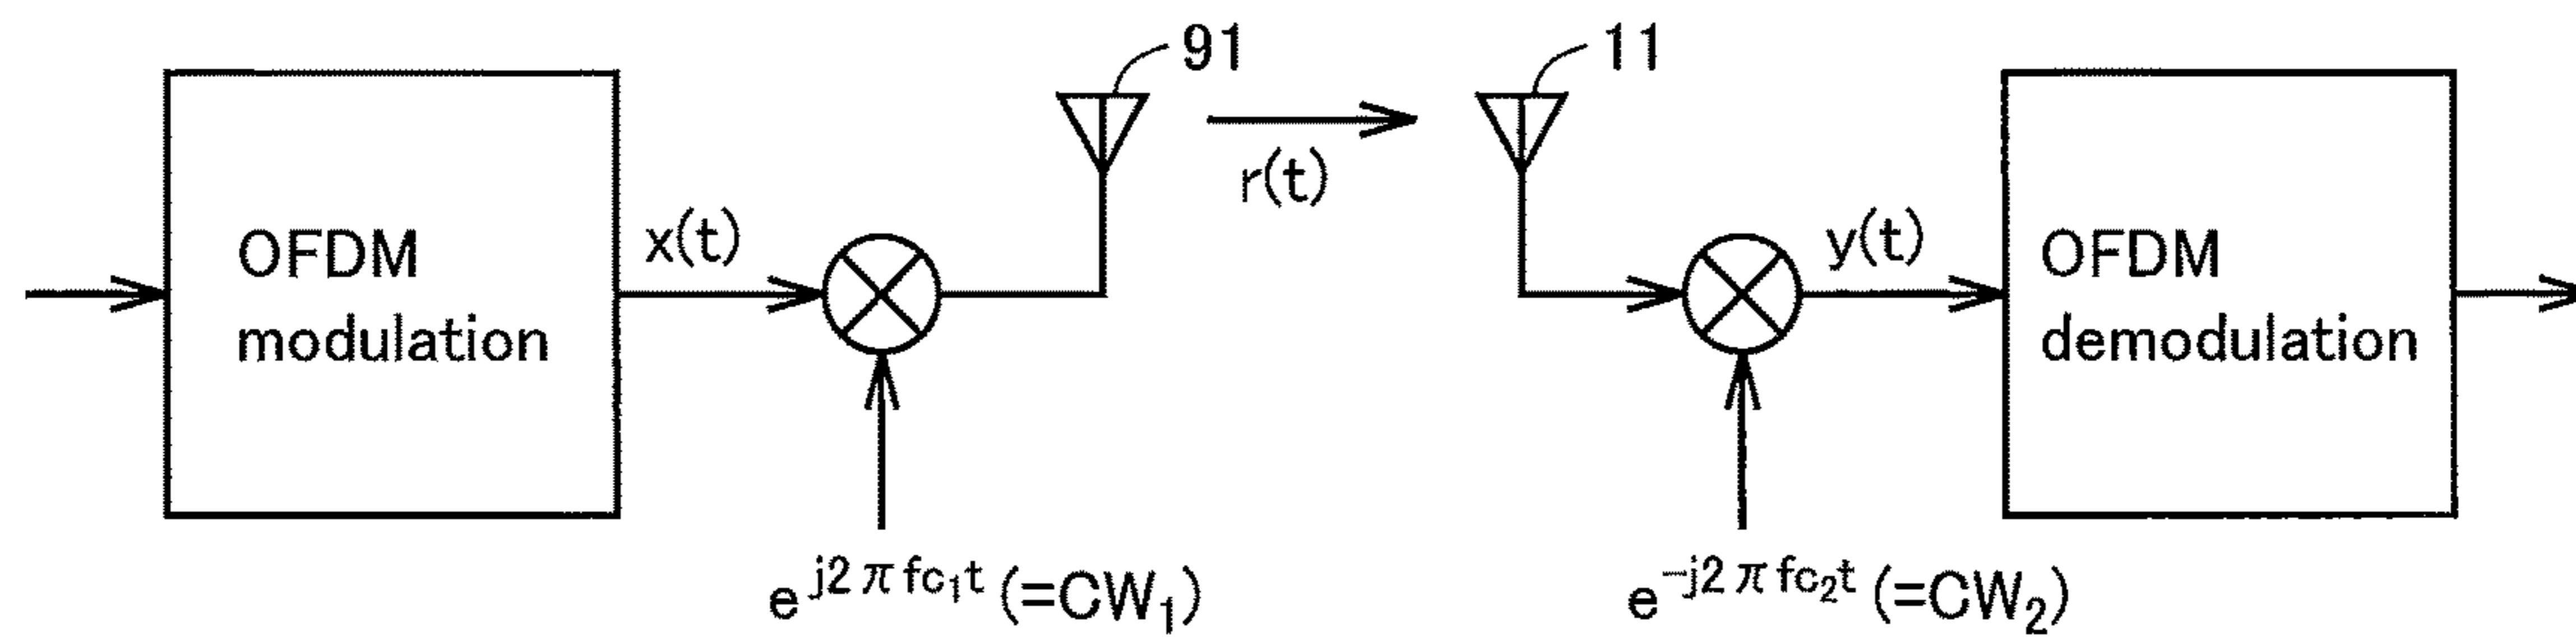 91
11
r(t)
x(t)
y(t)
OFDM
modulation
OFDM
demodulation
e^{j2πfc₁t} (=CW₁)
e^{-j2πfc₂t} (=CW₂)